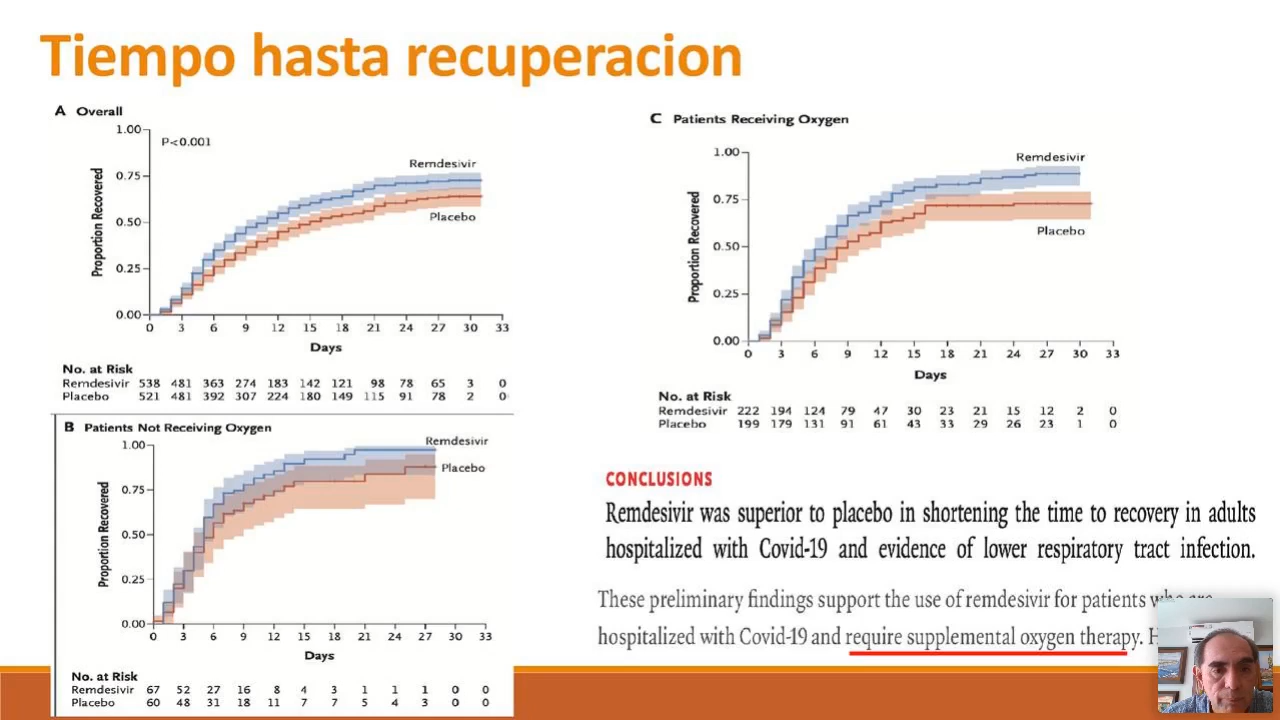 Tiempo hasta recuperacion
A Overall
1.00
P<0.001
Remdesivir
0.75
0.50
Placebo
0.25
0.00
Proportion Recovered
0 3 6 9 12 15 18 21 24 27 30 33
Days
No. at Risk
Remdesivir 538 481 363 274 183 142 121 98 78 65 3 0
Placebo 521 481 392 307 224 180 149 115 91 78 2 0
B Patients Not Receiving Oxygen
1.00
Remdesivir
Placebo
0.75
0.50
0.25
0.00
Proportion Recovered
0 3 6 9 12 15 18 21 24 27 30 33
Days
No. at Risk
Remdesivir 67 52 27 16 8 4 3 1 1 1 0 0
Placebo 60 48 31 18 11 7 7 5 4 3 0 0
C Patients Receiving Oxygen
1.00
Remdesivir
0.75
Placebo
0.50
0.25
0.00
Proportion Recovered
0 3 6 9 12 15 18 21 24 27 30 33
Days
No. at Risk
Remdesivir 222 194 124 79 47 30 23 21 15 12 2 0
Placebo 199 179 131 91 61 43 33 29 26 23 1 0
CONCLUSIONS
Remdesivir was superior to placebo in shortening the time to recovery in adults
hospitalized with Covid-19 and evidence of lower respiratory tract infection.
These preliminary findings support the use of remdesivir for patients who are
hospitalized with Covid-19 and require supplemental oxygen therapy.